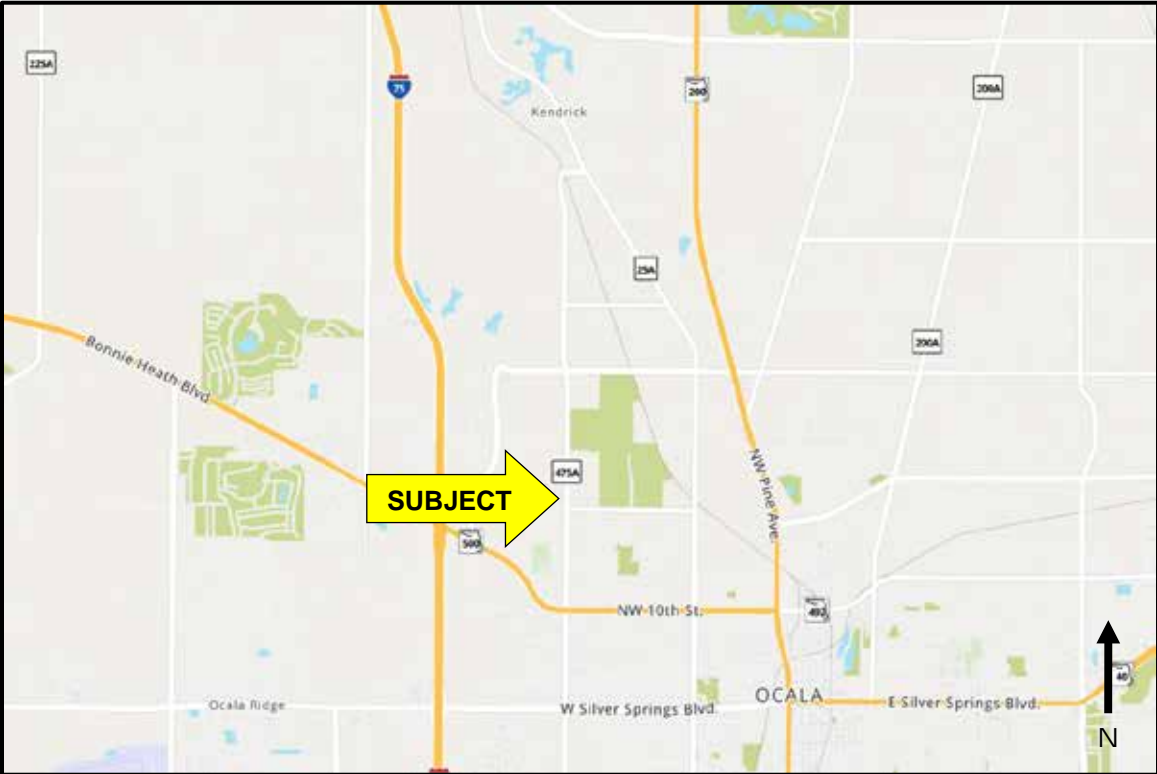 225A
75
Kendrick
200
200A
25A
200A
Bonnie Heath Blvd
475A
SUBJECT
NW Pine Ave.
500
NW 10th St.
492
40
Ocala Ridge
W Silver Springs Blvd.
OCALA
E Silver Springs Blvd.
N